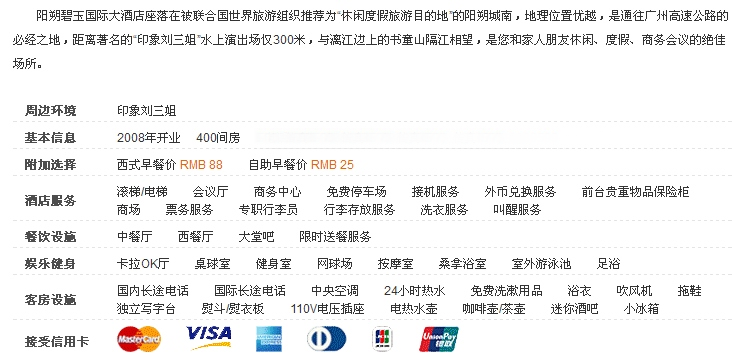 阳朔碧玉国际大酒店座落在被联合国世界旅游组织推荐为“休闲度假旅游目的地”的阳朔城南，地理位置优越，是通往广州高速公路的
必经之地，距离著名的“印象刘三姐”水上演出场仅300米，与漓江边上的书童山隔江相望，是您和家人朋友休闲、度假、商务会议的绝佳
场所。
周边环境 印象刘三姐
基本信息 2008年开业 400间房
附加选择 西式早餐价 RMB 88 自助早餐价 RMB 25
酒店服务 滚梯/电梯 会议厅 商务中心 免费停车场 接机服务 外币兑换服务 前台贵重物品保险柜
商场 票务服务 专职行李员 行李存放服务 洗衣服务 叫醒服务
餐饮设施 中餐厅 西餐厅 大堂吧 限时送餐服务
娱乐健身 卡拉OK厅 桌球室 健身室 网球场 按摩室 桑拿浴室 室外游泳池 足浴
客房设施 国内长途电话 国际长途电话 中央空调 24小时热水 免费洗漱用品 浴衣 吹风机 拖鞋
独立写字台 熨斗/熨衣板 110V电压插座 电热水壶 咖啡壶/茶壶 迷你酒吧 小冰箱
接受信用卡 MasterCard VISA JCB UnionPay 银联